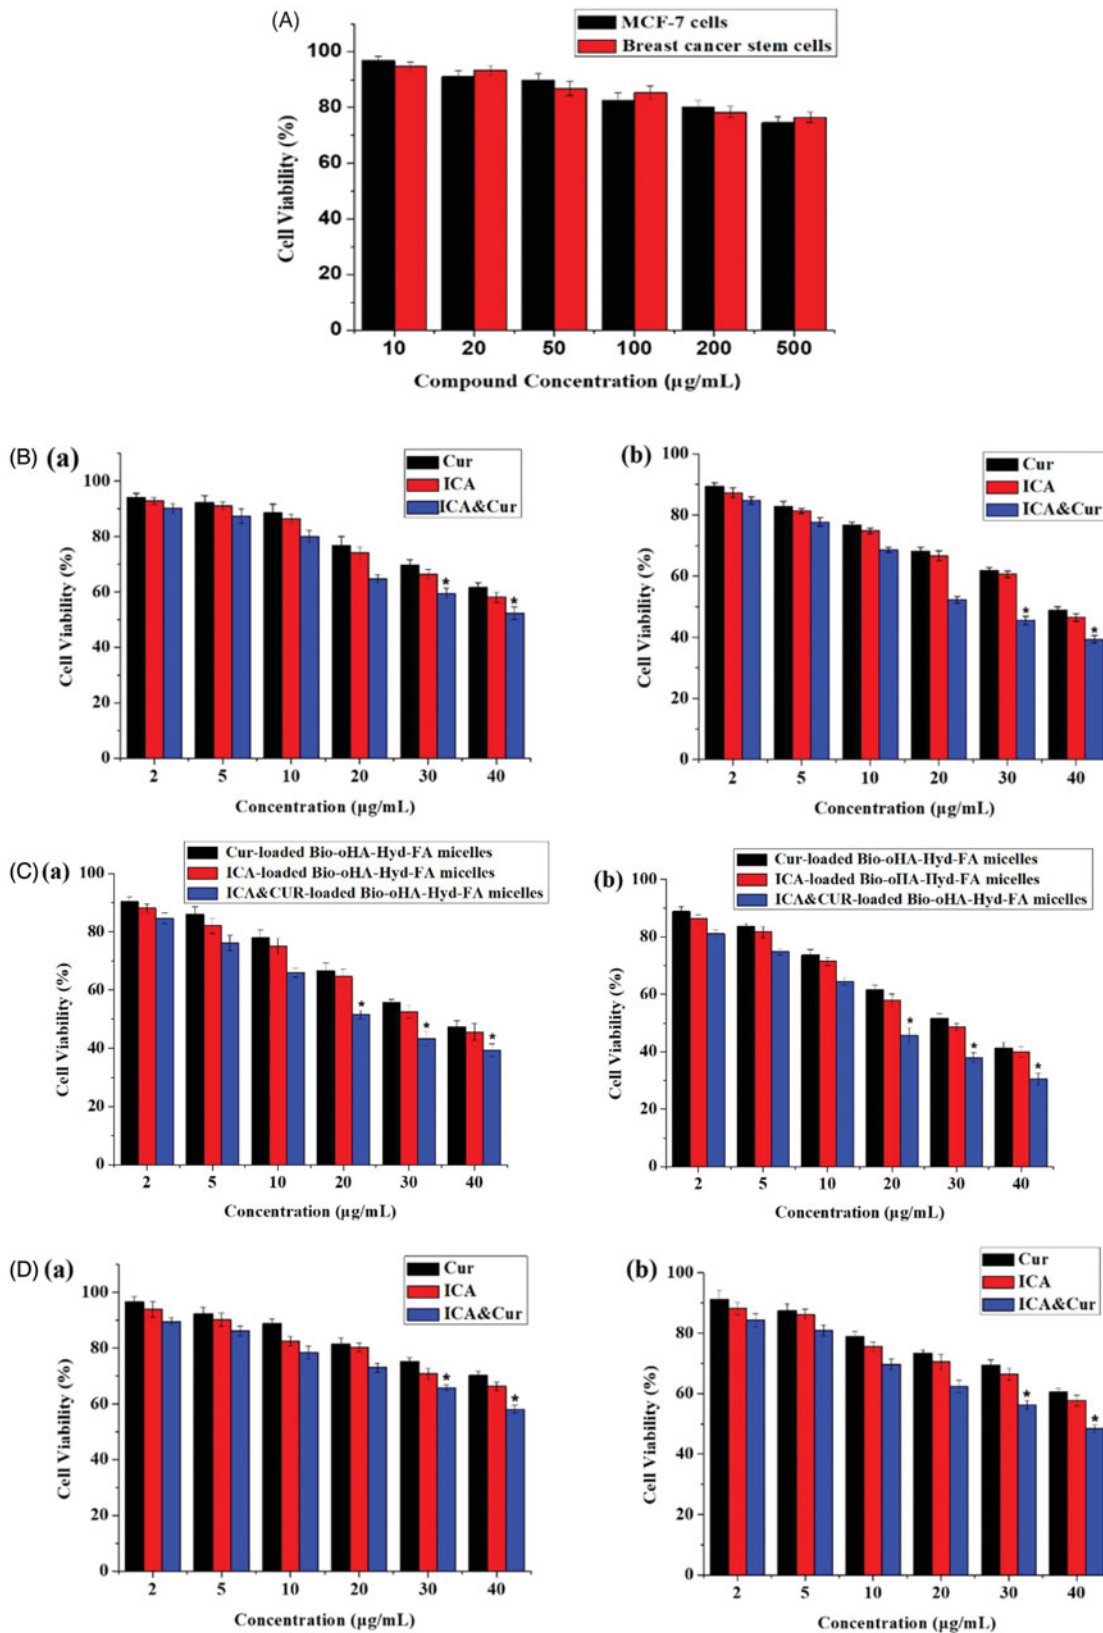 (A)
MCF-7 cells
Breast cancer stem cells
Cell Viability (%)
100
80
60
40
20
0
10 20 50 100 200 500
Compound Concentration (µg/mL)
(B) (a)
Cur
ICA
ICA&Cur
Cell Viability (%)
100
80
60
40
20
0
* *
2 5 10 20 30 40
Concentration (µg/mL)
(b)
Cur
ICA
ICA&Cur
Cell Viability (%)
100
80
60
40
20
0
* *
2 5 10 20 30 40
Concentration (µg/mL)
(C) (a)
Cur-loaded Bio-oHA-Hyd-FA micelles
ICA-loaded Bio-oHA-Hyd-FA micelles
ICA&CUR-loaded Bio-oHA-Hyd-FA micelles
Cell Viability (%)
100
80
60
40
20
0
* * *
2 5 10 20 30 40
Concentration (µg/mL)
(b)
Cur-loaded Bio-oHA-Hyd-FA micelles
ICA-loaded Bio-oHA-Hyd-FA micelles
ICA&CUR-loaded Bio-oHA-Hyd-FA micelles
Cell Viability (%)
100
80
60
40
20
0
* * *
2 5 10 20 30 40
Concentration (µg/mL)
(D) (a)
Cur
ICA
ICA&Cur
Cell Viability (%)
100
80
60
40
20
0
* *
2 5 10 20 30 40
Concentration (µg/mL)
(b)
Cur
ICA
ICA&Cur
Cell Viability (%)
100
80
60
40
20
0
* *
2 5 10 20 30 40
Concentration (µg/mL)